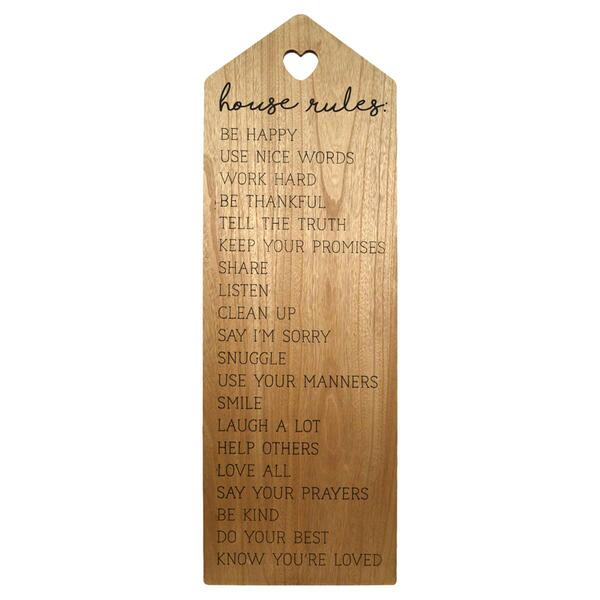 house rules:
BE HAPPY
USE NICE WORDS
WORK HARD
BE THANKFUL
TELL THE TRUTH
KEEP YOUR PROMISES
SHARE
LISTEN
CLEAN UP
SAY I'M SORRY
SNUGGLE
USE YOUR MANNERS
SMILE
LAUGH A LOT
HELP OTHERS
LOVE ALL
SAY YOUR PRAYERS
BE KIND
DO YOUR BEST
KNOW YOU'RE LOVED